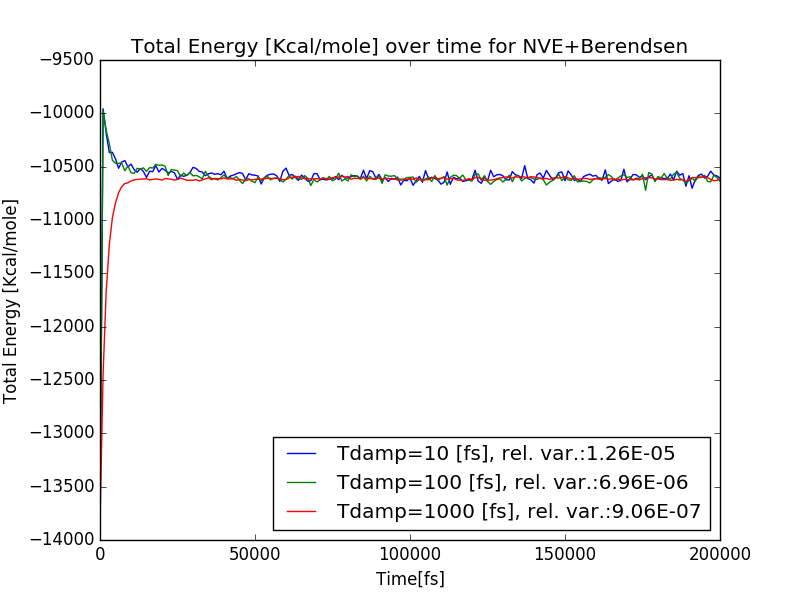 Total Energy [Kcal/mole] over time for NVE+Berendsen
−9500
−10000
−10500
−11000
−11500
−12000
−12500
−13000
−13500
−14000
Total Energy [Kcal/mole]
Tdamp=10 [fs], rel. var.:1.26E-05
Tdamp=100 [fs], rel. var.:6.96E-06
Tdamp=1000 [fs], rel. var.:9.06E-07
0 50000 100000 150000 200000
Time[fs]